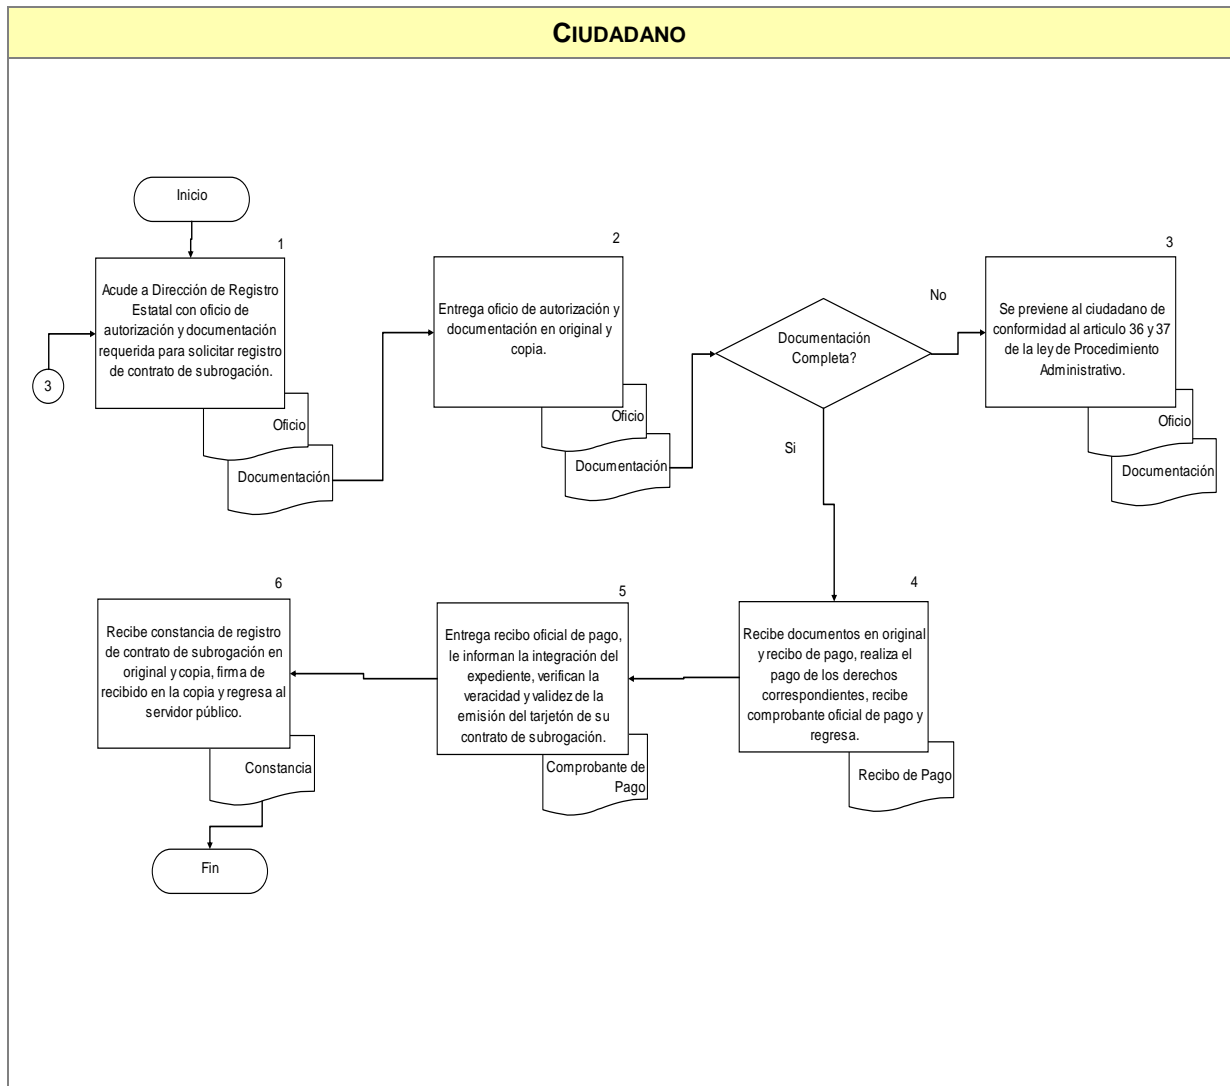 CIUDADANO
Inicio
1
Acude a Dirección de Registro
Estatal con oficio de
autorización y documentación
requerida para solicitar registro
de contrato de subrogación.
3
Oficio
Documentación
2
Entrega oficio de autorización y
documentación en original y
copia.
Oficio
Documentación
Documentación
Completa?
No
Si
3
Se previene al ciudadano de
conformidad al articulo 36 y 37
de la ley de Procedimiento
Administrativo.
Oficio
Documentación
4
Recibe documentos en original
y recibo de pago, realiza el
pago de los derechos
correspondientes, recibe
comprobante oficial de pago y
regresa.
Recibo de Pago
5
Entrega recibo oficial de pago,
le informan la integración del
expediente, verifican la
veracidad y validez de la
emisión del tarjetón de su
contrato de subrogación.
Comprobante de
Pago
6
Recibe constancia de registro
de contrato de subrogación en
original y copia, firma de
recibido en la copia y regresa al
servidor público.
Constancia
Fin